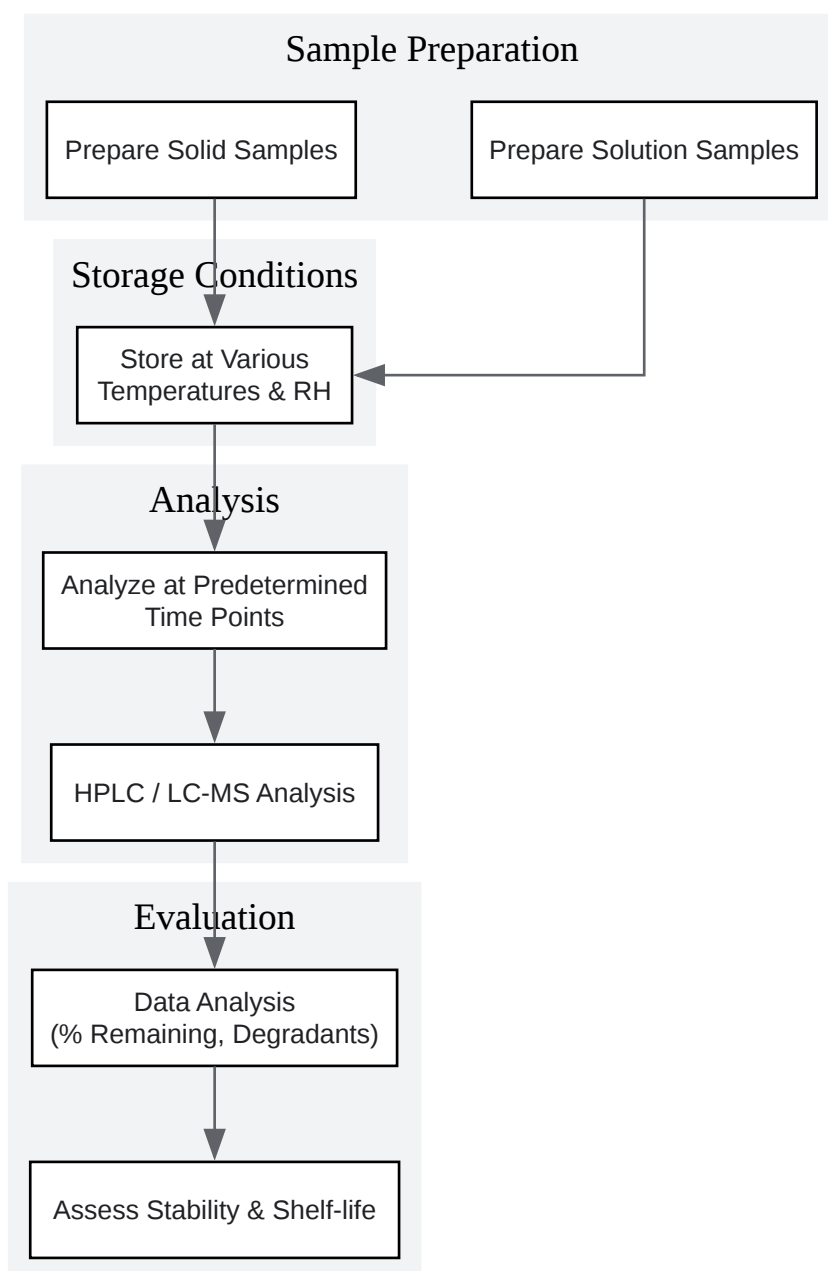 Sample Preparation
Prepare Solid Samples
Prepare Solution Samples
Storage Conditions
Store at Various
Temperatures & RH
Analysis
Analyze at Predetermined
Time Points
HPLC / LC-MS Analysis
Evaluation
Data Analysis
(% Remaining, Degradants)
Assess Stability & Shelf-life